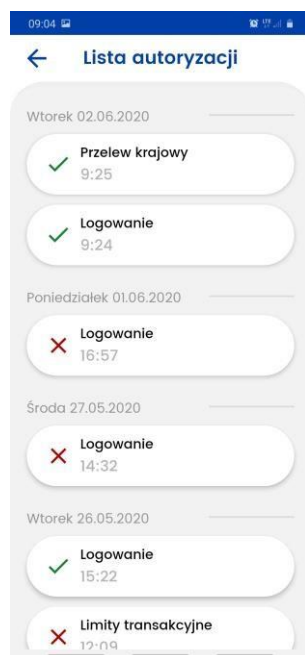 09:04
Lista autoryzacji
Wtorek 02.06.2020
Przelew krajowy
9:25
Logowanie
9:24
Poniedziałek 01.06.2020
Logowanie
16:57
Środa 27.05.2020
Logowanie
14:32
Wtorek 26.05.2020
Logowanie
15:22
Limity transakcyjne
12:09